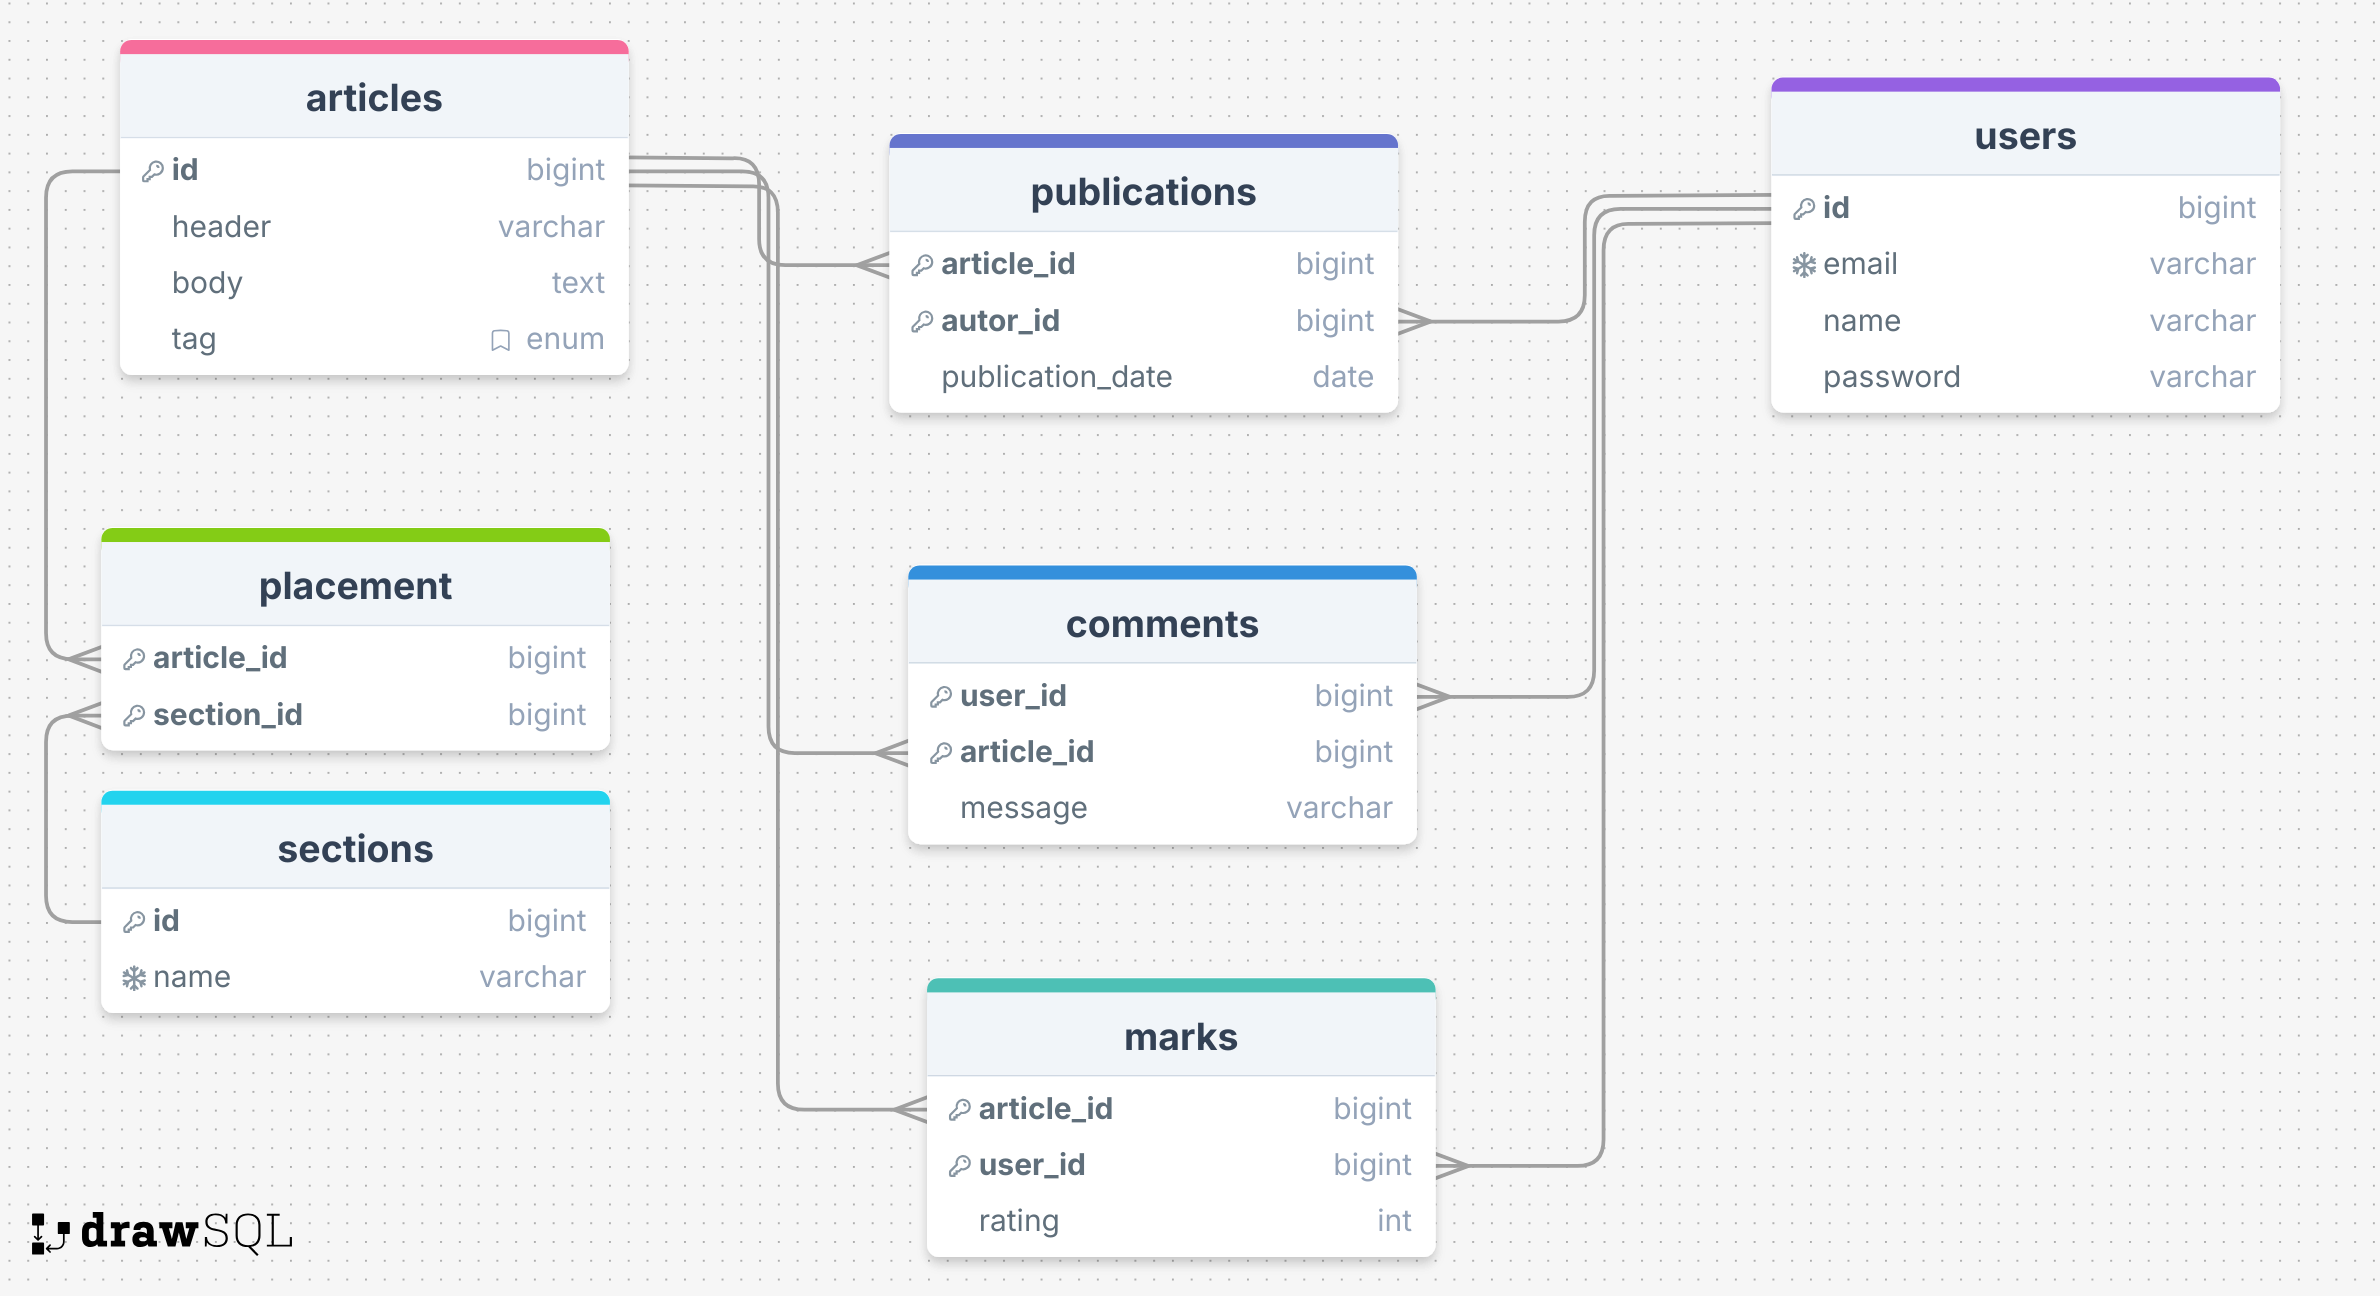 articles
id bigint
header varchar
body text
tag enum
publications
article_id bigint
autor_id bigint
publication_date date
users
id bigint
email varchar
name varchar
password varchar
placement
article_id bigint
section_id bigint
comments
user_id bigint
article_id bigint
message varchar
sections
id bigint
name varchar
marks
article_id bigint
user_id bigint
rating int
drawSQL